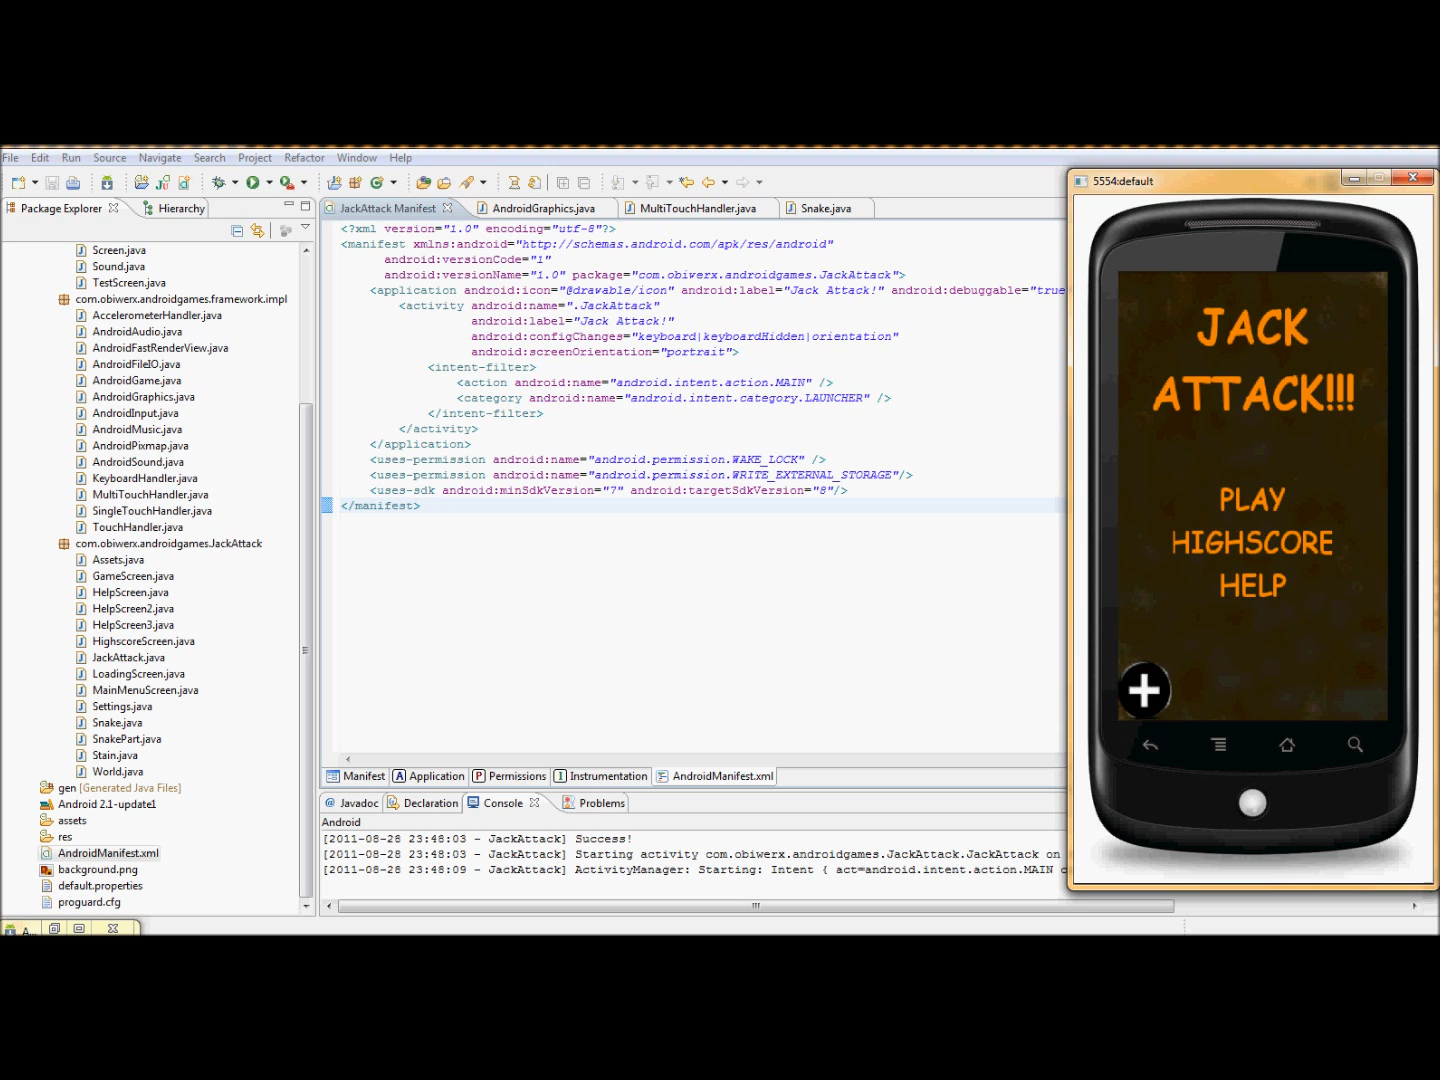 File Edit Run Source Navigate Search Project Refactor Window Help
5554:default
Package Explorer
Hierarchy
JackAttack Manifest
AndroidGraphics.java
MultiTouchHandler.java
Snake.java
Screen.java
Sound.java
TestScreen.java
com.obiwerx.androidgames.framework.impl
AccelerometerHandler.java
AndroidAudio.java
AndroidFastRenderView.java
AndroidFileIO.java
AndroidGame.java
AndroidGraphics.java
AndroidInput.java
AndroidMusic.java
AndroidPixmap.java
AndroidSound.java
KeyboardHandler.java
MultiTouchHandler.java
SingleTouchHandler.java
TouchHandler.java
com.obiwerx.androidgames.JackAttack
Assets.java
GameScreen.java
HelpScreen.java
HelpScreen2.java
HelpScreen3.java
HighscoreScreen.java
JackAttack.java
LoadingScreen.java
MainMenuScreen.java
Settings.java
Snake.java
SnakePart.java
Stain.java
World.java
gen [Generated Java Files]
Android 2.1-update1
assets
res
AndroidManifest.xml
background.png
default.properties
proguard.cfg
A...
<?xml version="1.0" encoding="utf-8"?>
<manifest xmlns:android="http://schemas.android.com/apk/res/android"
android:versionCode="1"
android:versionName="1.0" package="com.obiwerx.androidgames.JackAttack">
<application android:icon="@drawable/icon" android:label="Jack Attack!" android:debuggable="true
<activity android:name=".JackAttack"
android:label="Jack Attack!"
android:configChanges="keyboard|keyboardHidden|orientation"
android:screenOrientation="portrait">
<intent-filter>
<action android:name="android.intent.action.MAIN" />
<category android:name="android.intent.category.LAUNCHER" />
</intent-filter>
</activity>
</application>
<uses-permission android:name="android.permission.WAKE_LOCK" />
<uses-permission android:name="android.permission.WRITE_EXTERNAL_STORAGE"/>
<uses-sdk android:minSdkVersion="7" android:targetSdkVersion="8"/>
</manifest>
Manifest
Application
Permissions
Instrumentation
AndroidManifest.xml
Javadoc
Declaration
Console
Problems
Android
[2011-08-28 23:48:03 - JackAttack] Success!
[2011-08-28 23:48:03 - JackAttack] Starting activity com.obiwerx.androidgames.JackAttack.JackAttack on
[2011-08-28 23:48:09 - JackAttack] ActivityManager: Starting: Intent { act=android.intent.action.MAIN
JACK
ATTACK!!!
PLAY
HIGHSCORE
HELP